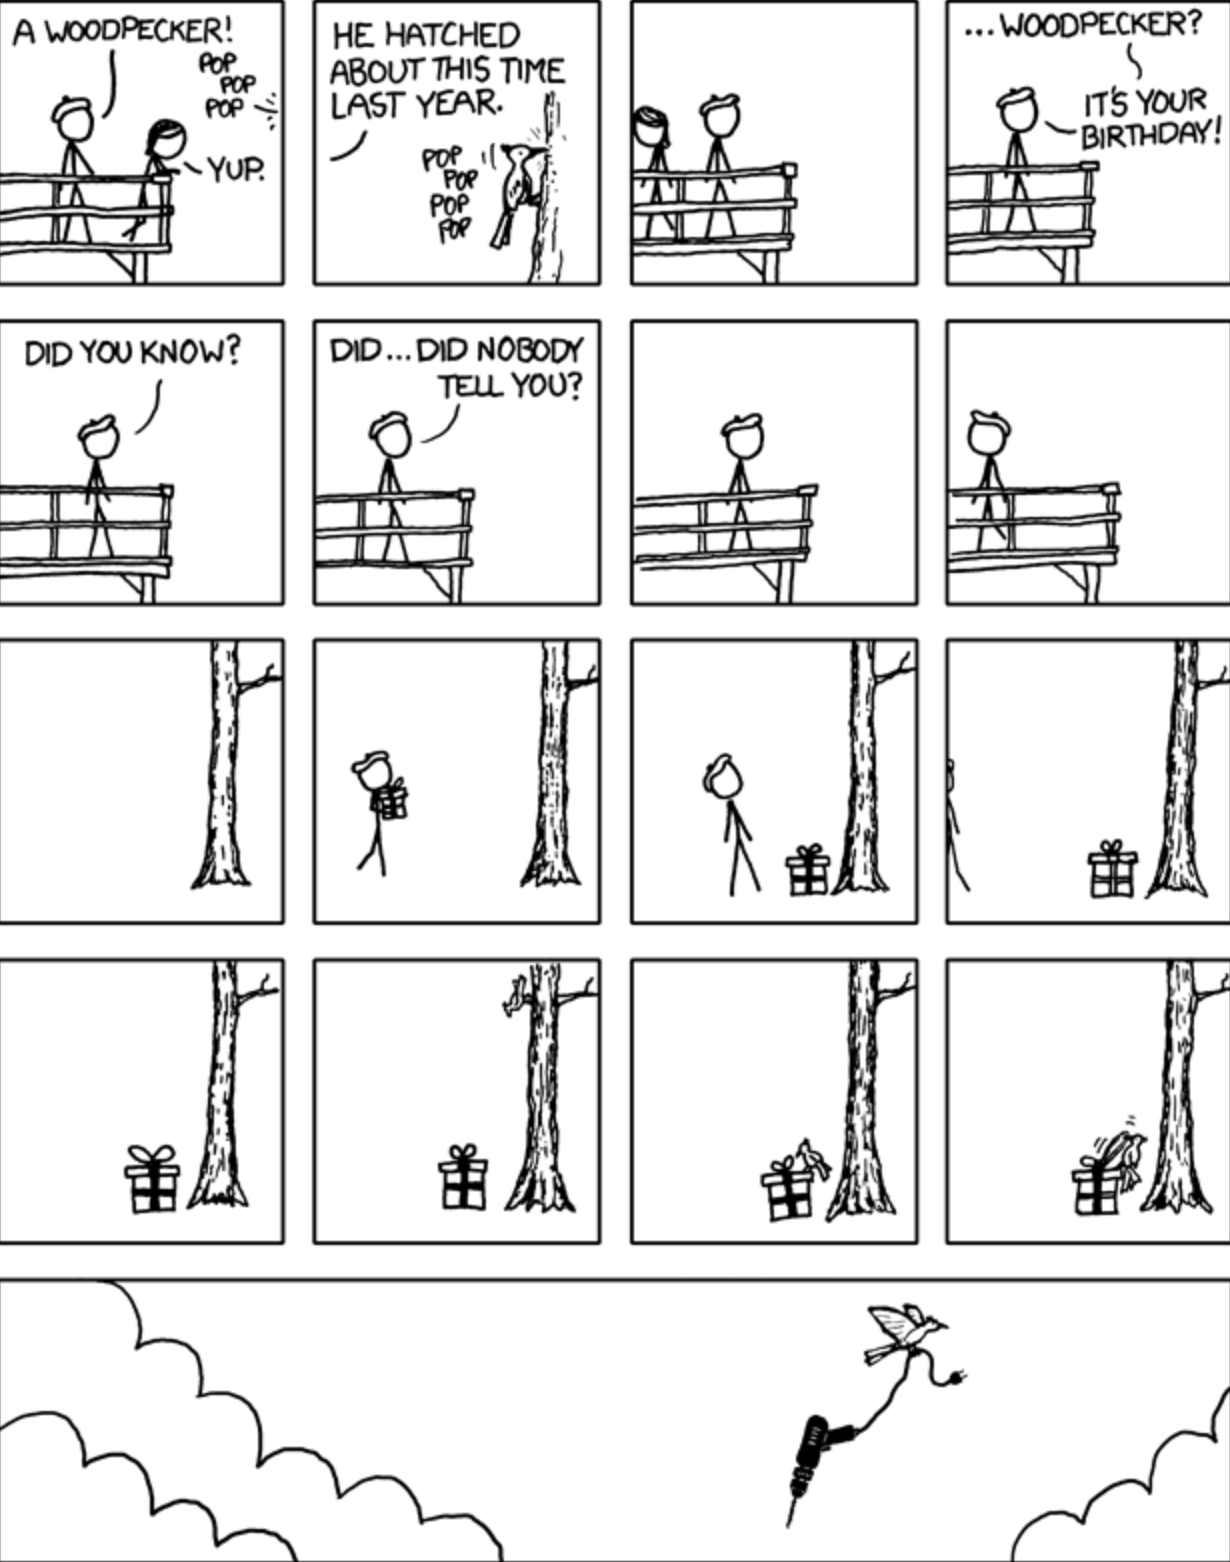 A WOODPECKER!
POP
POP
POP
YUP.
HE HATCHED
ABOUT THIS TIME
LAST YEAR.
POP
POP
POP
POP
...WOODPECKER?
IT'S YOUR
BIRTHDAY!
DID YOU KNOW?
DID...DID NOBODY
TELL YOU?